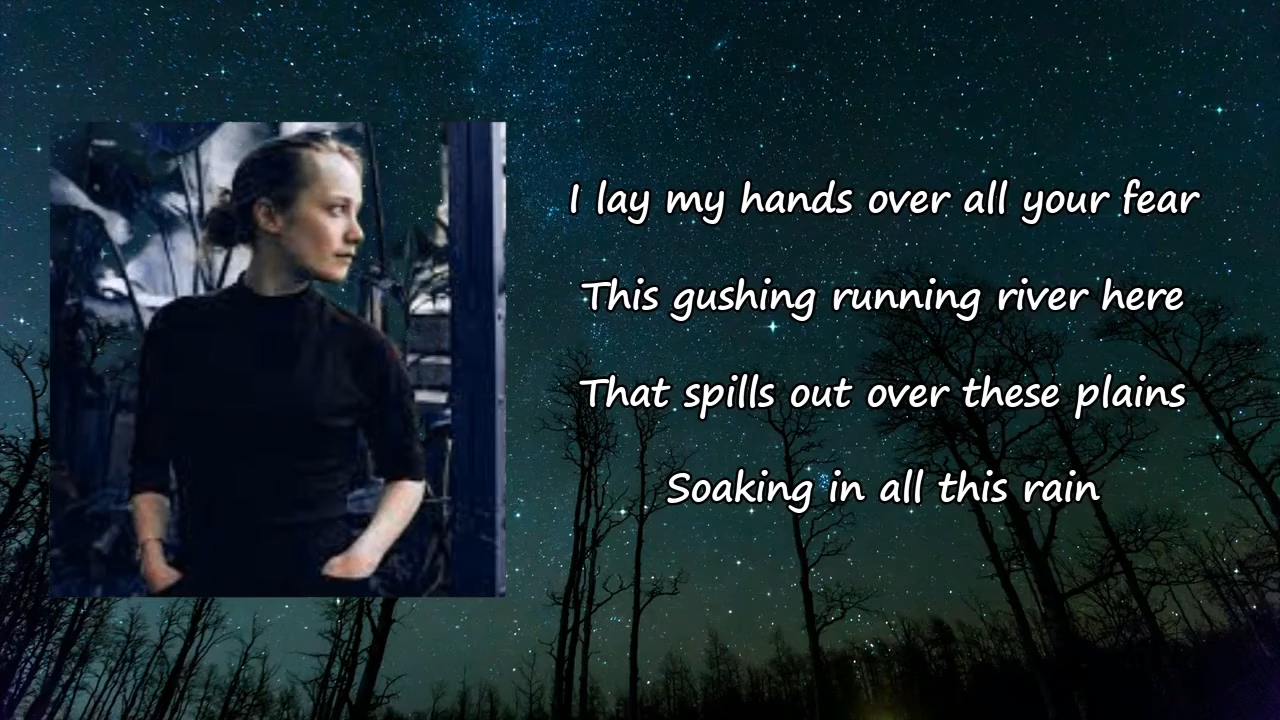 I lay my hands over all your fear
This gushing running river here
That spills out over these plains
Soaking in all this rain